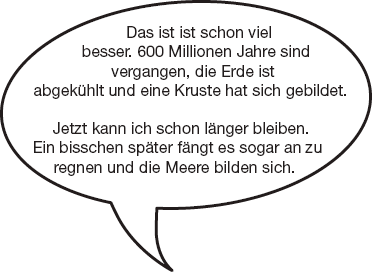 Das ist ist schon viel
besser. 600 Millionen Jahre sind
vergangen, die Erde ist
abgekühlt und eine Kruste hat sich gebildet.
Jetzt kann ich schon länger bleiben.
Ein bisschen später fängt es sogar an zu
regnen und die Meere bilden sich.